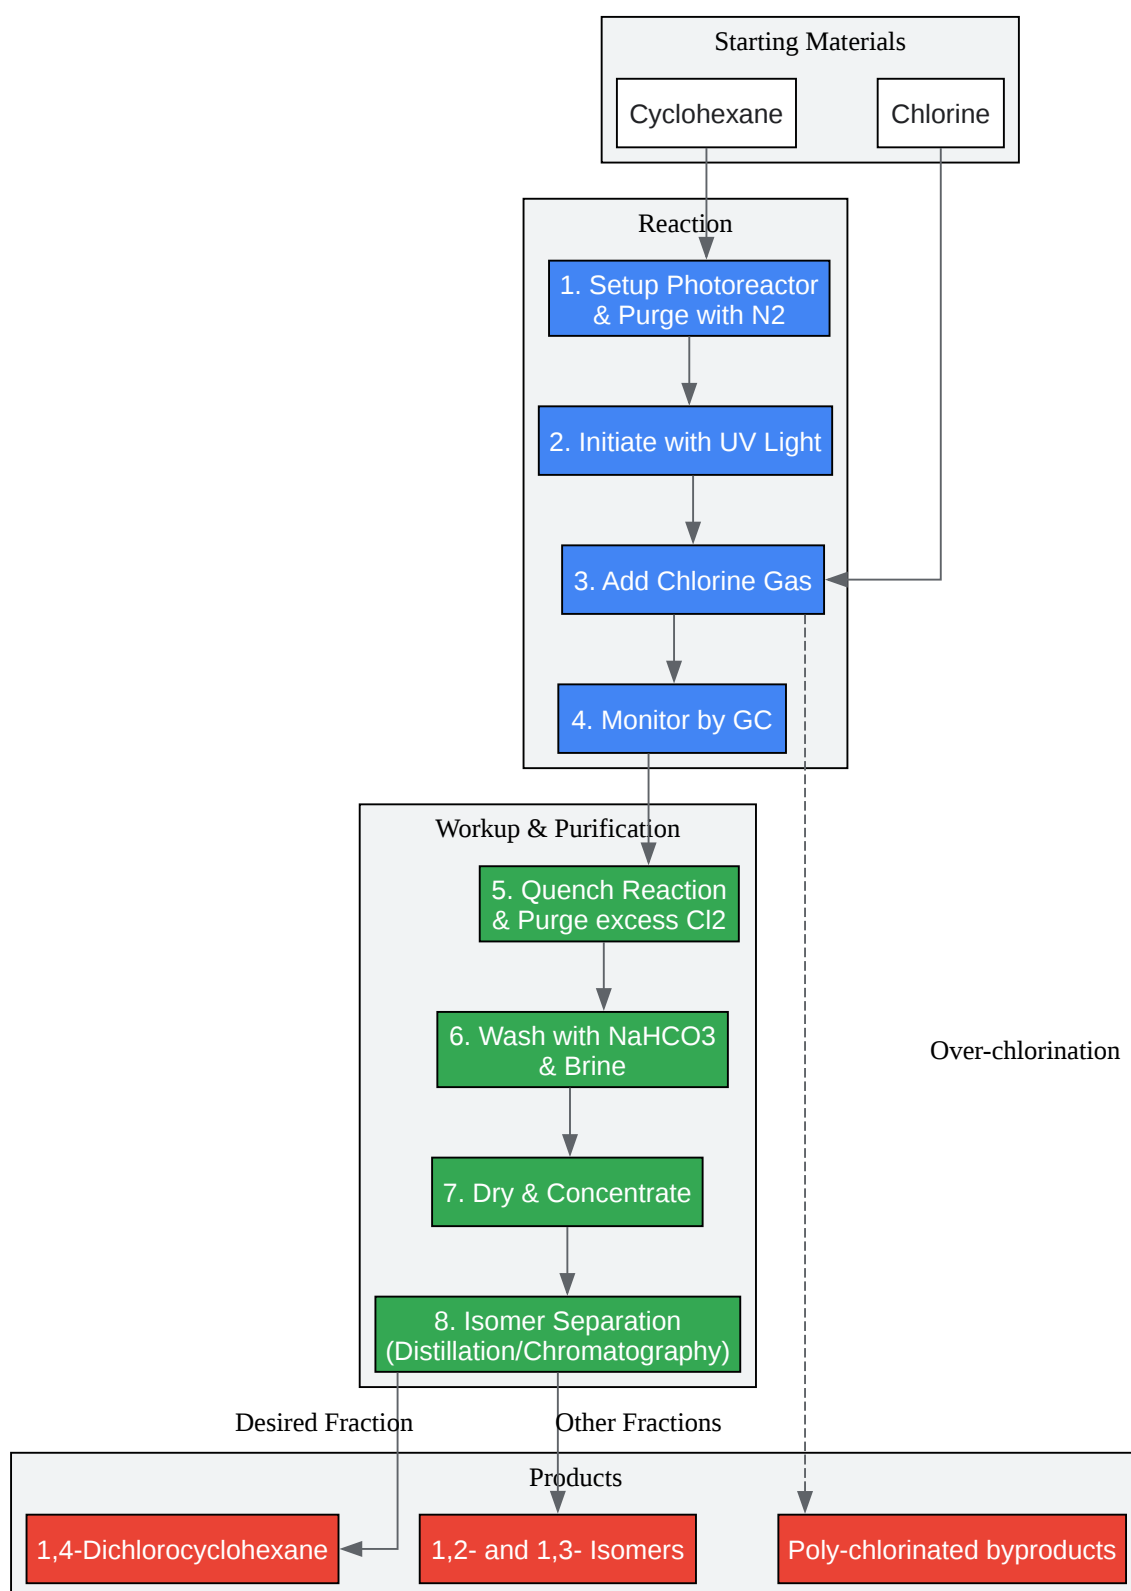 Starting Materials
Cyclohexane
Chlorine
Reaction
1. Setup Photoreactor
& Purge with N2
2. Initiate with UV Light
3. Add Chlorine Gas
4. Monitor by GC
Workup & Purification
5. Quench Reaction
& Purge excess Cl2
6. Wash with NaHCO3
& Brine
Over-chlorination
7. Dry & Concentrate
8. Isomer Separation
(Distillation/Chromatography)
Desired Fraction
Other Fractions
Products
1,4-Dichlorocyclohexane
1,2- and 1,3- Isomers
Poly-chlorinated byproducts